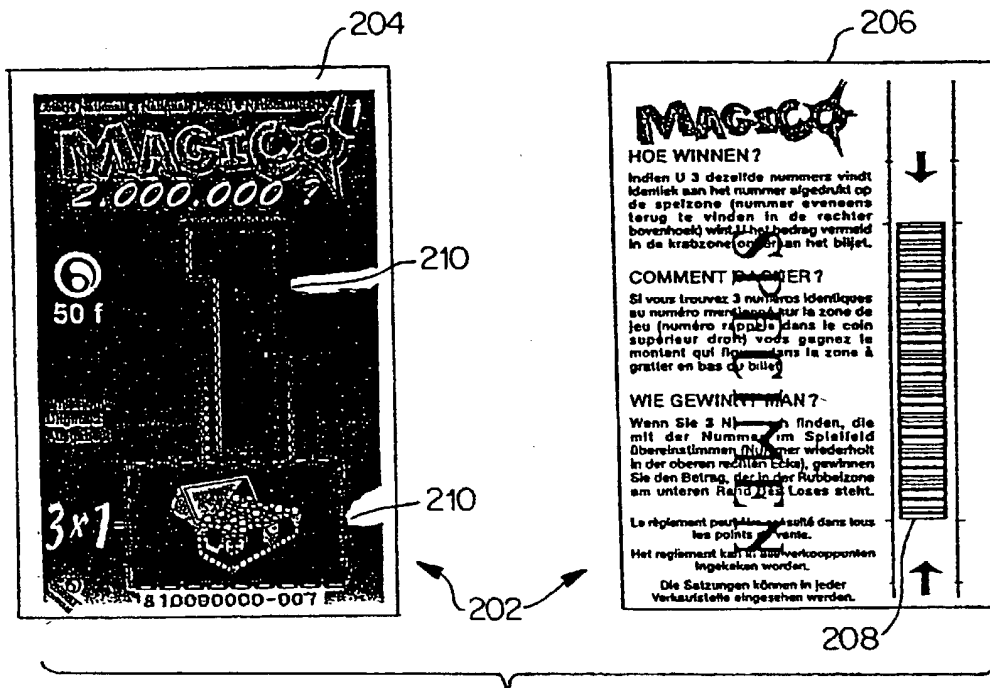 204
MAGICO
1
2.000.000 ?
50 f
210
210
3x1=
810090000-007
202
206
MAGICO
HOE WINNEN?
Indien U 3 dezelfde nummers vindt
identiek aan het nummer afgedrukt op
de spelzone (nummer eveneens
terug te vinden in de rechter
bovenhoek) wint U het bedrag vermeld
in de krabzone onderaan het biljet.
COMMENT GAGNER?
Si vous trouvez 3 numéros identiques
au numéro mentionné sur la zone de
jeu (numéro rappelé dans le coin
supérieur droit) vous gagnez le
montant qui figure dans la zone à
gratter en bas du billet
WIE GEWINNT MAN?
Wenn Sie 3 finden, die
mit der Nummer im Spielfeld
übereinstimmen (Nummer wiederholt
in der oberen rechten Ecke), gewinnen
Sie den Betrag, der in der Rubbelzone
am unteren Rand des Loses steht.
Le règlement peut être consulté dans tous
les points de vente.
Het reglement kan in alle verkooppunten
ingekeken worden.
Die Satzungen können in jeder
Verkaufstelle eingesehen werden.
208